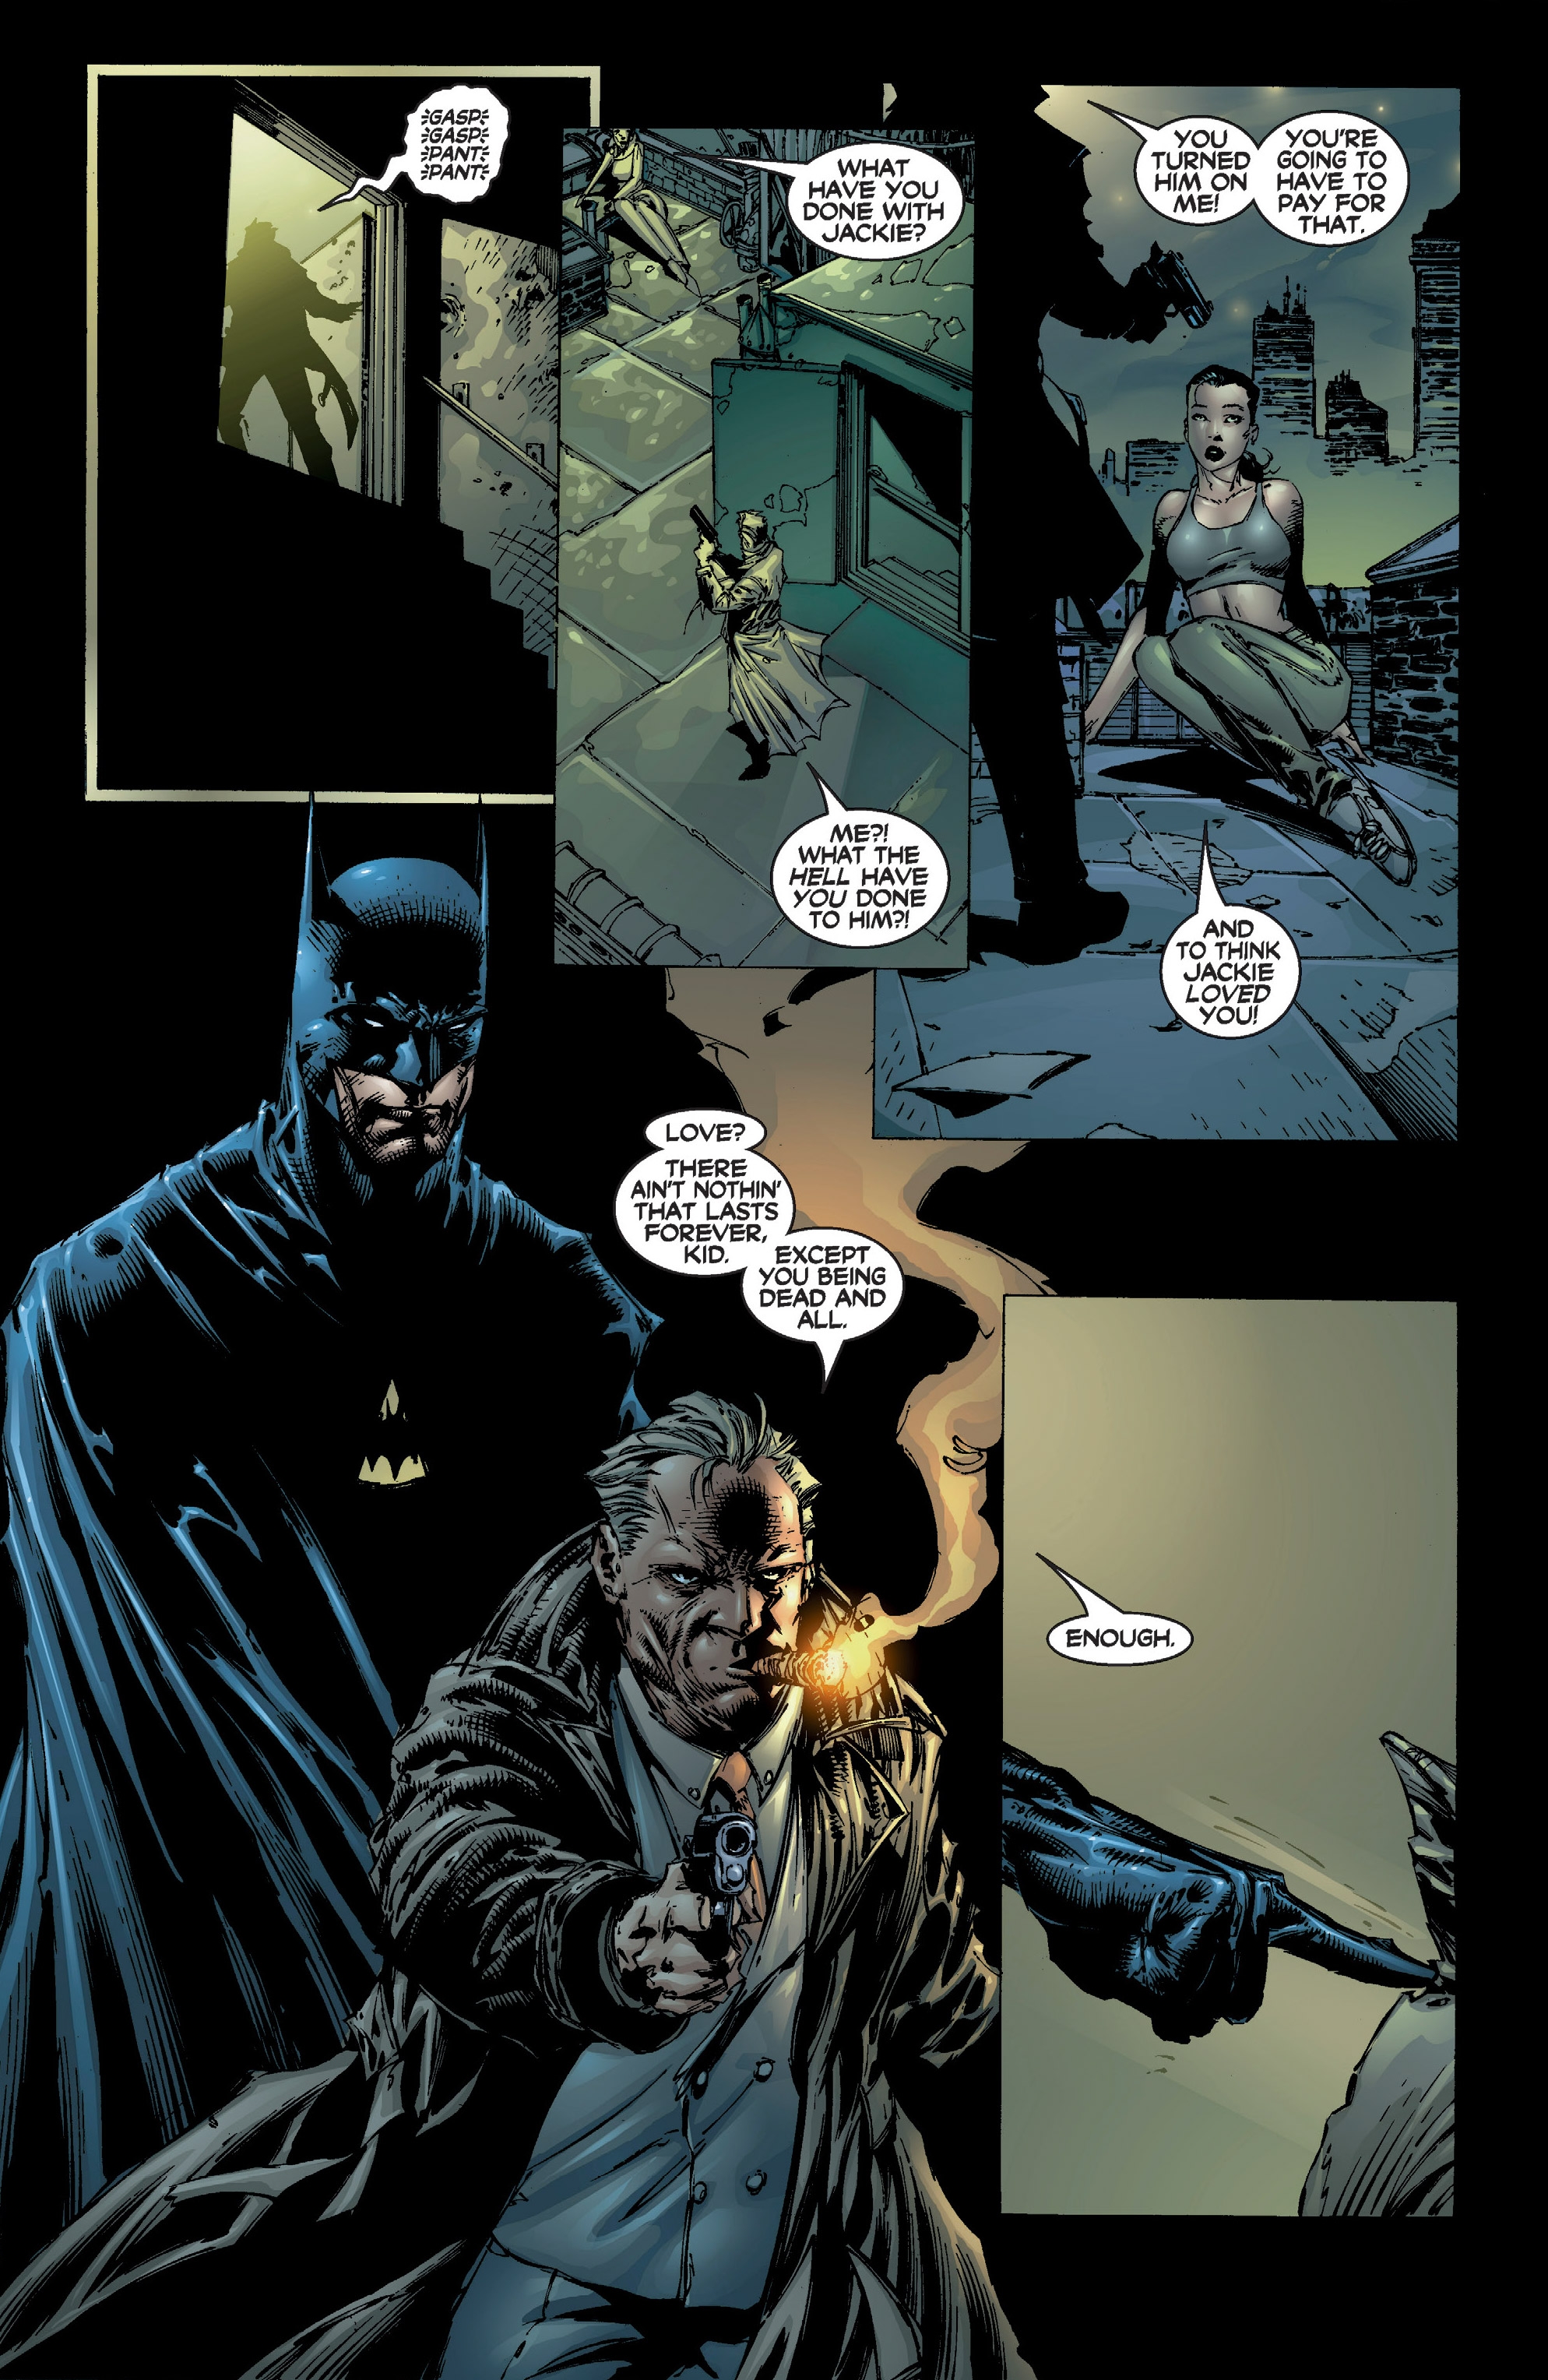 GASP
GASP
PANT
PANT
WHAT
HAVE YOU
DONE WITH
JACKIE?
ME?!
WHAT THE
HELL HAVE
YOU DONE
TO HIM?!
YOU
TURNED
HIM ON
ME!
YOU'RE
GOING TO
HAVE TO
PAY FOR
THAT.
AND
TO THINK
JACKIE
LOVED
YOU!
LOVE?
THERE
AIN'T NOTHIN'
THAT LASTS
FOREVER,
KID.
EXCEPT
YOU BEING
DEAD AND
ALL.
ENOUGH.